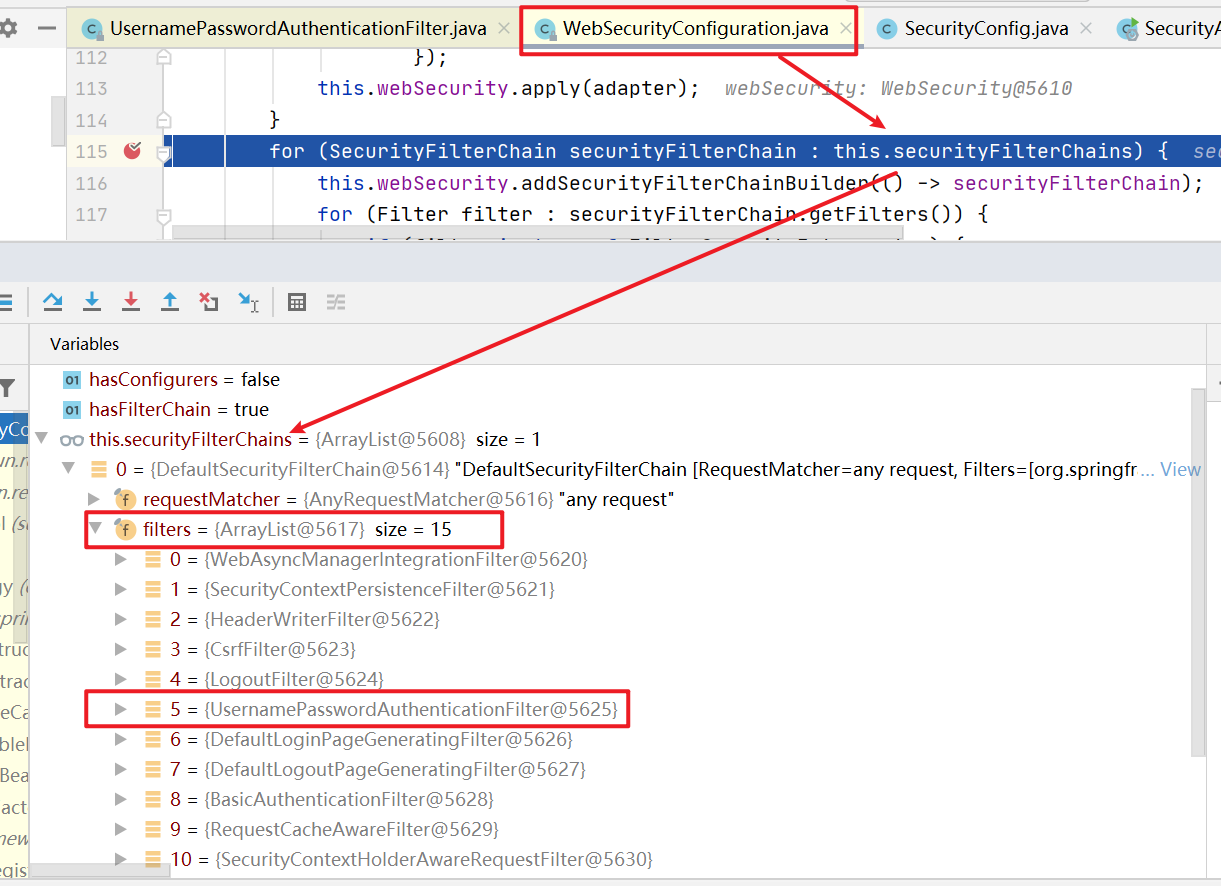 UsernamePasswordAuthenticationFilter.java WebSecurityConfiguration.java SecurityConfig.java
112 });
113 this.webSecurity.apply(adapter); webSecurity: WebSecurity@5610
114 }
115 for (SecurityFilterChain securityFilterChain : this.securityFilterChains) {
116 this.webSecurity.addSecurityFilterChainBuilder(() -> securityFilterChain);
117 for (Filter filter : securityFilterChain.getFilters()) {
Variables
hasConfigurers = false
hasFilterChain = true
this.securityFilterChains = {ArrayList@5608} size = 1
0 = {DefaultSecurityFilterChain@5614} "DefaultSecurityFilterChain [RequestMatcher=any request, Filters=[org.springfr ... View
requestMatcher = {AnyRequestMatcher@5616} "any request"
filters = {ArrayList@5617} size = 15
0 = {WebAsyncManagerIntegrationFilter@5620}
1 = {SecurityContextPersistenceFilter@5621}
2 = {HeaderWriterFilter@5622}
3 = {CsrfFilter@5623}
4 = {LogoutFilter@5624}
5 = {UsernamePasswordAuthenticationFilter@5625}
6 = {DefaultLoginPageGeneratingFilter@5626}
7 = {DefaultLogoutPageGeneratingFilter@5627}
8 = {BasicAuthenticationFilter@5628}
9 = {RequestCacheAwareFilter@5629}
10 = {SecurityContextHolderAwareRequestFilter@5630}